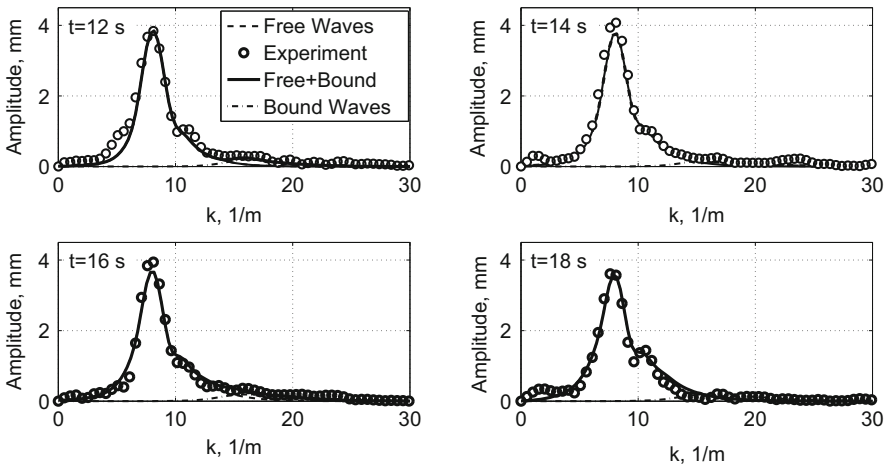 t=12 s
Free Waves
Experiment
Free+Bound
Bound Waves
Amplitude, mm
4
2
0
0 10 20 30
k, 1/m
t=14 s
Amplitude, mm
4
2
0
0 10 20 30
k, 1/m
t=16 s
Amplitude, mm
4
2
0
0 10 20 30
k, 1/m
t=18 s
Amplitude, mm
4
2
0
0 10 20 30
k, 1/m